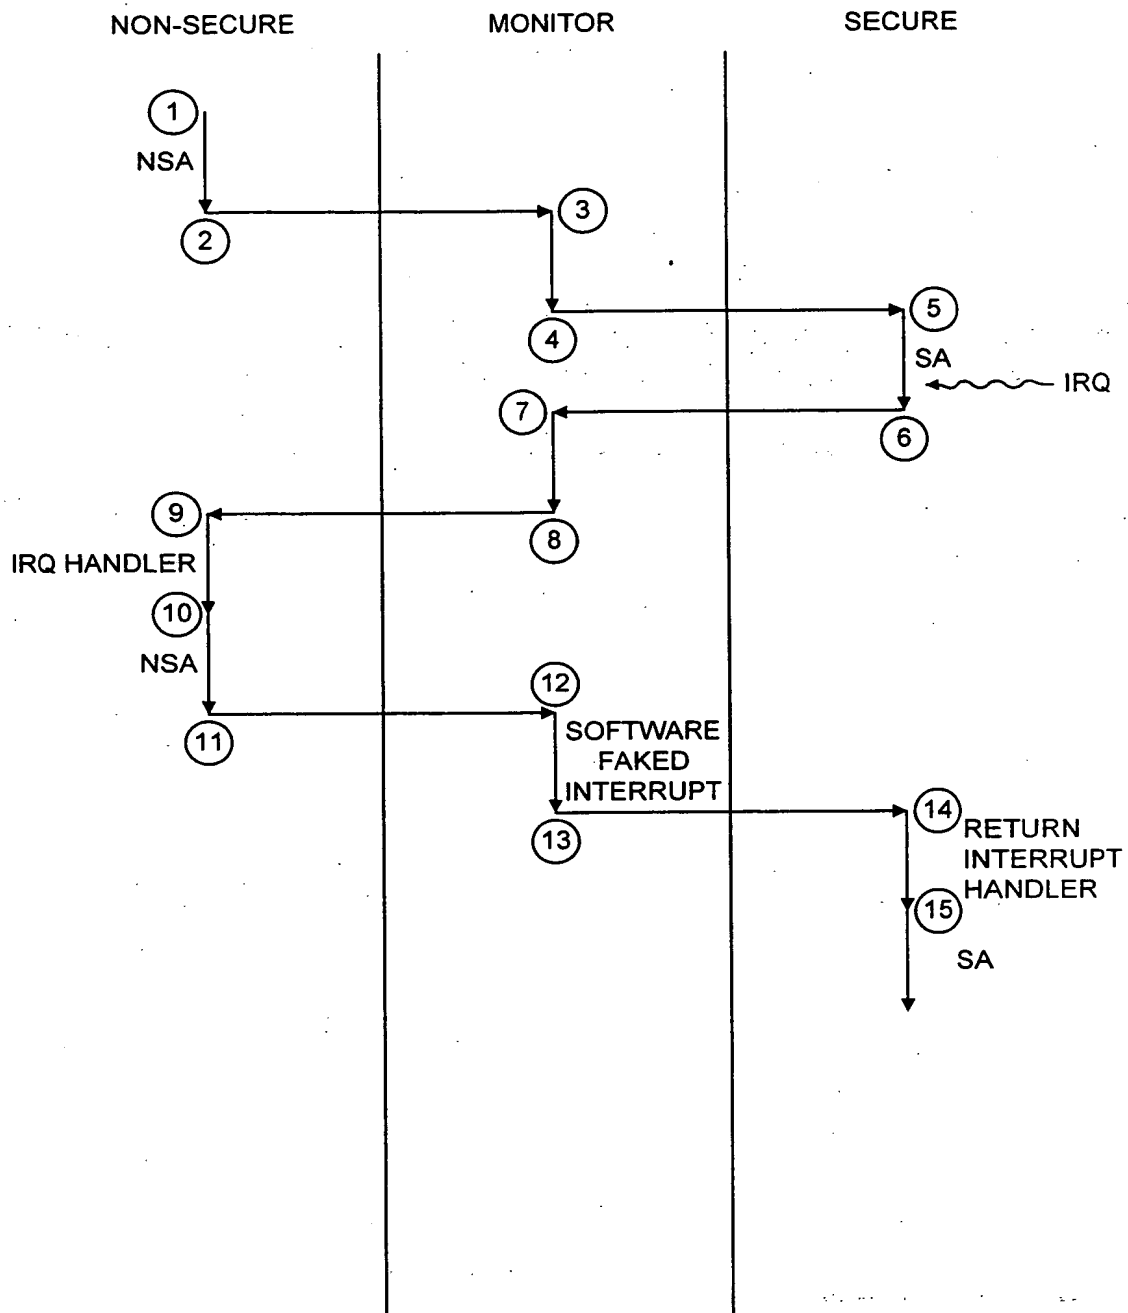 NON-SECURE
MONITOR
SECURE
1
NSA
2
3
4
5
SA
IRQ
7
6
9
8
IRQ HANDLER
10
NSA
12
11
SOFTWARE
FAKED
INTERRUPT
13
14
RETURN
INTERRUPT
HANDLER
15
SA